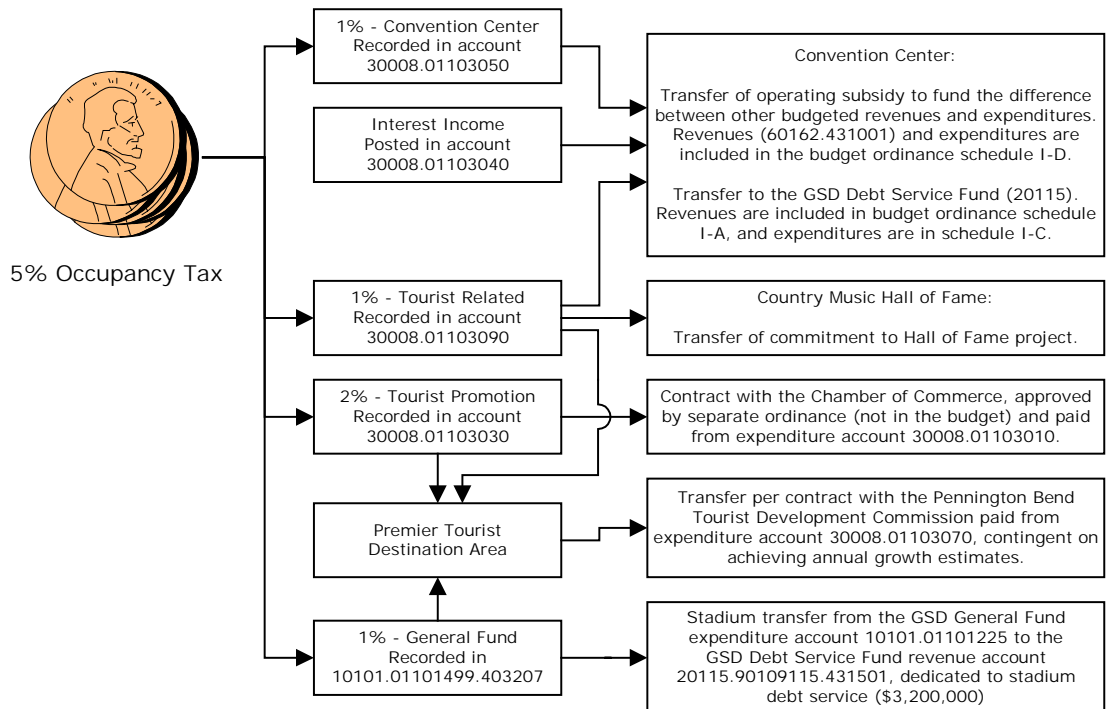 1% - Convention Center
Recorded in account
30008.01103050
Interest Income
Posted in account
30008.01103040
5% Occupancy Tax
1% - Tourist Related
Recorded in account
30008.01103090
2% - Tourist Promotion
Recorded in account
30008.01103030
Premier Tourist
Destination Area
1% - General Fund
Recorded in
10101.01101499.403207
Convention Center:
Transfer of operating subsidy to fund the difference
between other budgeted revenues and expenditures.
Revenues (60162.431001) and expenditures are
included in the budget ordinance schedule I-D.
Transfer to the GSD Debt Service Fund (20115).
Revenues are included in budget ordinance schedule
I-A, and expenditures are in schedule I-C.
Country Music Hall of Fame:
Transfer of commitment to Hall of Fame project.
Contract with the Chamber of Commerce, approved
by separate ordinance (not in the budget) and paid
from expenditure account 30008.01103010.
Transfer per contract with the Pennington Bend
Tourist Development Commission paid from
expenditure account 30008.01103070, contingent on
achieving annual growth estimates.
Stadium transfer from the GSD General Fund
expenditure account 10101.01101225 to the
GSD Debt Service Fund revenue account
20115.90109115.431501, dedicated to stadium
debt service ($3,200,000)